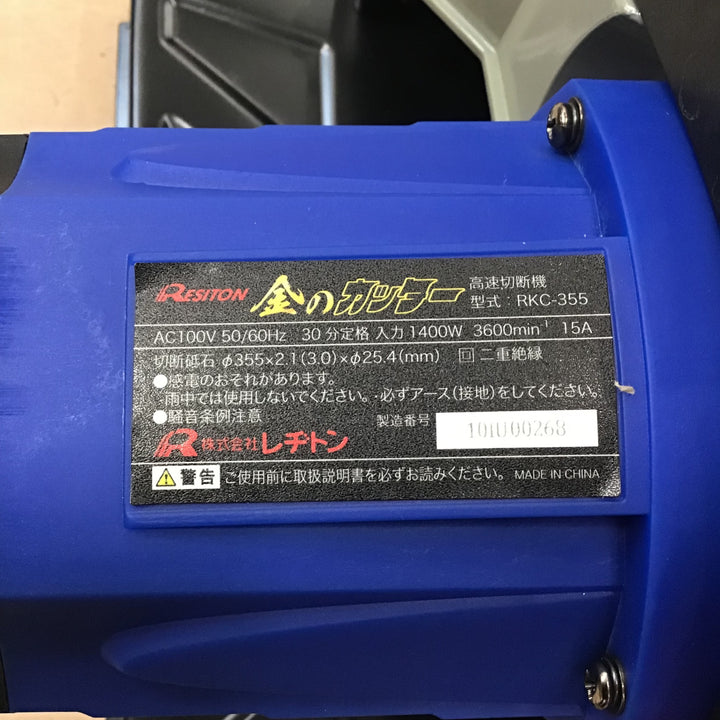 RESITON 金のカッター 高速切断機
型式：RKC-355
AC100V 50/60Hz 30分定格 入力1400W 3600min⁻¹ 15A
切断砥石 φ355×2.1(3.0)×φ25.4(mm) 回 二重絶縁
●感電のおそれがあります。
・雨中では使用しないでください。・必ずアース(接地)をしてください。
●騒音条例注意
製造番号 101U00268
株式会社レヂトン
警告 ご使用前に取扱説明書を必ずお読みください。 MADE IN CHINA